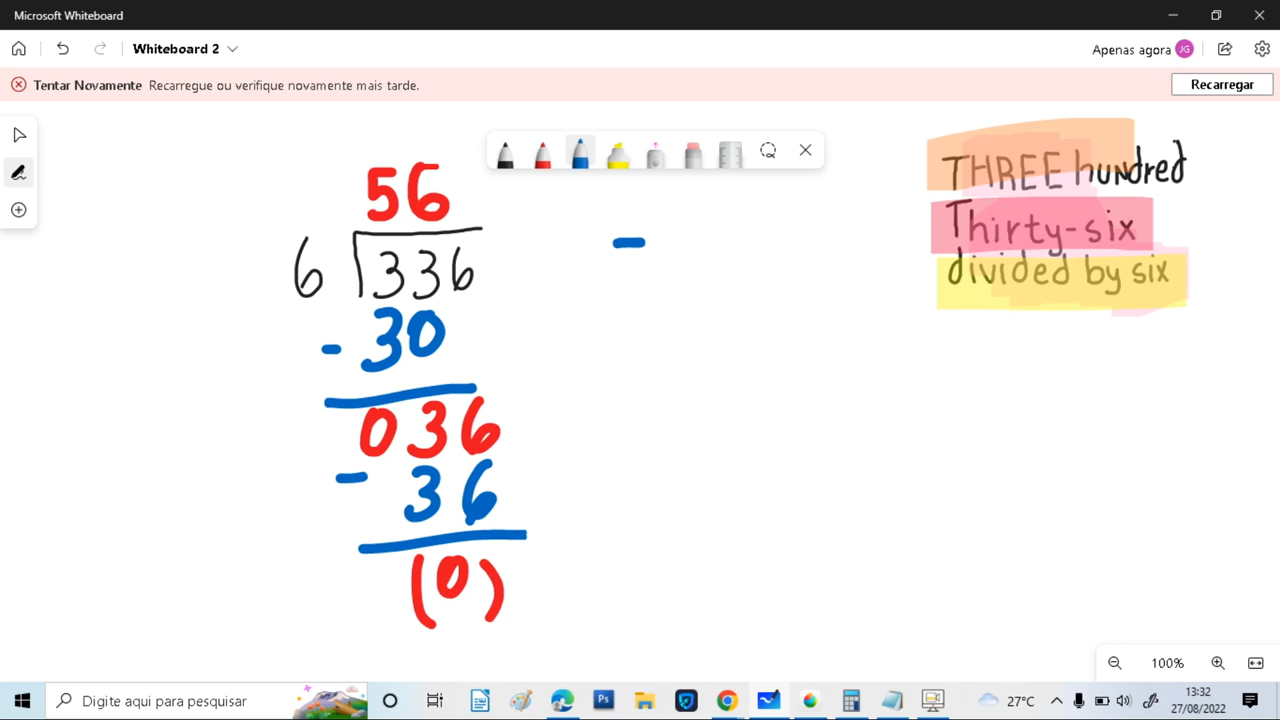 Microsoft Whiteboard
Whiteboard 2
Apenas agora JG
Tentar Novamente Recarregue ou verifique novamente mais tarde.
Recarregar
THREE hundred
Thirty-six
divided by six
56
6 336
- 30
036
- 36
(0)
-
100%
Digite aqui para pesquisar
Ps
27°C
13:32
27/08/2022